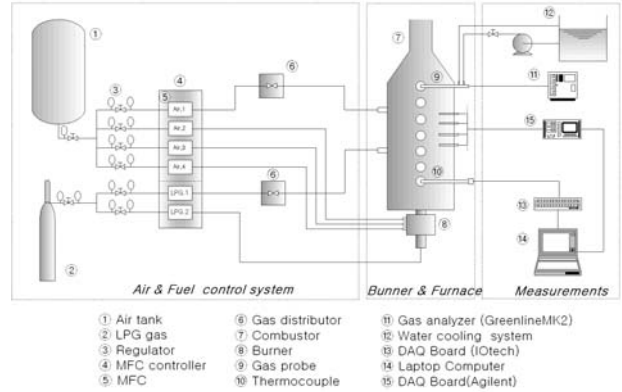 ① ② ③ ④ ⑤ ⑥ ⑥ ⑦ ⑧ ⑨ ⑩ ⑪ ⑫ ⑬ ⑭ ⑮
Air.1
Air.2
Air.3
Air.4
LPG.1
LPG.2
Air & Fuel control system
Bunner & Furnace
Measurements
① Air tank
② LPG gas
③ Regulator
④ MFC controller
⑤ MFC
⑥ Gas distributor
⑦ Combustor
⑧ Burner
⑨ Gas probe
⑩ Thermocouple
⑪ Gas analyzer (GreenlineMK2)
⑫ Water cooling system
⑬ DAQ Board (IOtech)
⑭ Laptop Computer
⑮ DAQ Board(Agilent)